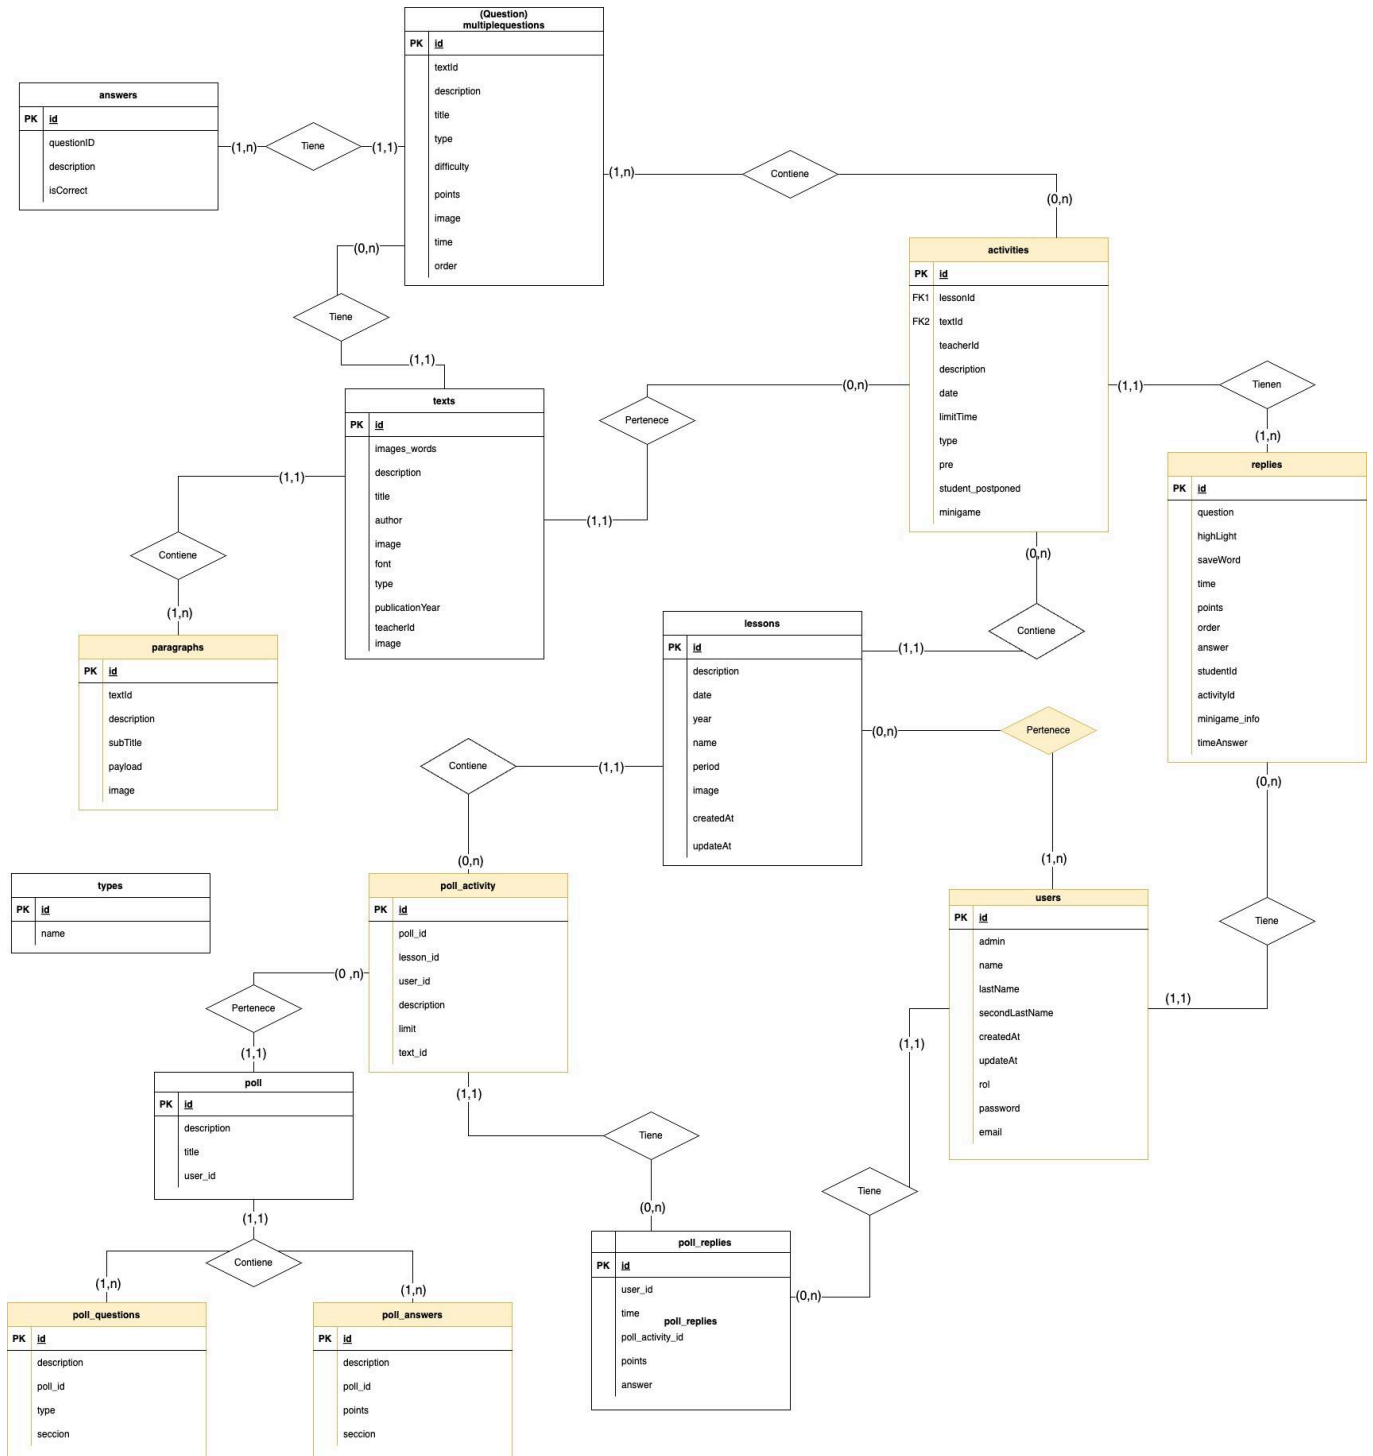 (Question)
multiplequestions
PK id
textId
description
title
type
difficulty
points
image
time
order
answers
PK id
questionID
description
isCorrect
(1,n)
Tiene
(1,1)
(1,n)
Contiene
(0,n)
(0,n)
Tiene
(1,1)
activities
PK id
FK1 lessonId
FK2 textId
teacherId
description
date
limitTime
type
pre
student_postponed
minigame
texts
PK id
images_words
description
title
author
image
font
type
publicationYear
teacherId
image
(0,n)
Pertenece
(1,1)
(1,1)
Tienen
(1,n)
replies
PK id
question
highLight
saveWord
time
points
order
answer
studentId
activityId
minigame_info
timeAnswer
(1,1)
Contiene
(1,n)
paragraphs
PK id
textId
description
subTitle
payload
image
(0,n)
Contiene
(1,1)
lessons
PK id
description
date
year
name
period
image
createdAt
updateAt
(0,n)
Pertenece
(1,n)
Contiene
(1,1)
(0,n)
(0,n)
Tiene
(1,1)
types
PK id
name
poll_activity
PK id
poll_id
lesson_id
user_id
description
limit
text_id
users
PK id
admin
name
lastName
secondLastName
createdAt
updateAt
rol
password
email
(0 ,n)
Pertenece
(1,1)
poll
PK id
description
title
user_id
(1,1)
Tiene
(0,n)
(1,1)
Tiene
(0,n)
poll_replies
PK id
user_id
time
poll_replies
poll_activity_id
points
answer
(1,1)
Contiene
(1,n)
(1,n)
poll_questions
PK id
description
poll_id
type
seccion
poll_answers
PK id
description
poll_id
points
seccion